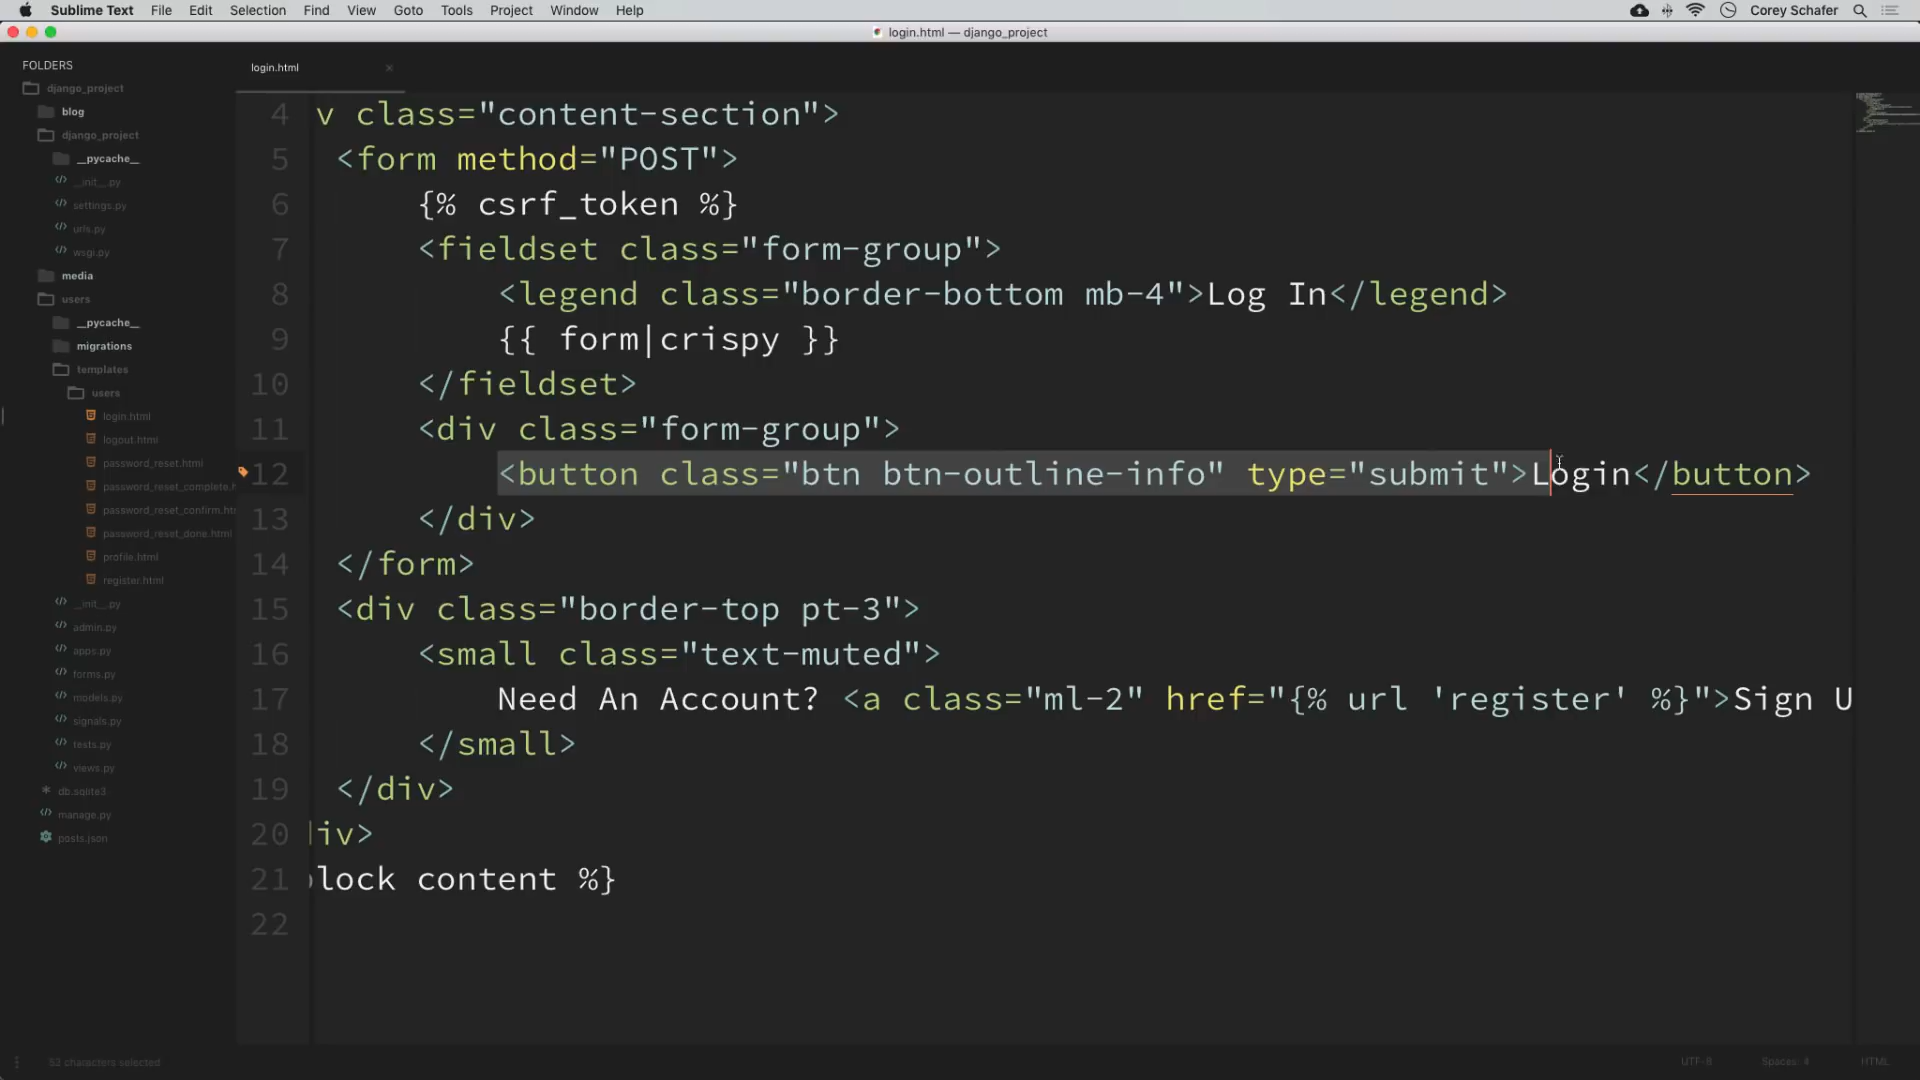 Sublime Text File Edit Selection Find View Goto Tools Project Window Help Corey Schafer
login.html — django_project
FOLDERS
django_project
blog
django_project
__pycache__
__init__.py
settings.py
urls.py
wsgi.py
media
users
__pycache__
migrations
templates
users
login.html
logout.html
password_reset.html
password_reset_complete.h
password_reset_confirm.htm
password_reset_done.html
profile.html
register.html
__init__.py
admin.py
apps.py
forms.py
models.py
signals.py
tests.py
views.py
db.sqlite3
manage.py
posts.json
login.html
4 v class="content-section">
5 <form method="POST">
6 {% csrf_token %}
7 <fieldset class="form-group">
8 <legend class="border-bottom mb-4">Log In</legend>
9 {{ form|crispy }}
10 </fieldset>
11 <div class="form-group">
12 <button class="btn btn-outline-info" type="submit">Login</button>
13 </div>
14 </form>
15 <div class="border-top pt-3">
16 <small class="text-muted">
17 Need An Account? <a class="ml-2" href="{% url 'register' %}">Sign U
18 </small>
19 </div>
20 iv>
21 lock content %}
22
52 characters selected UTF-8 Spaces: 4 HTML